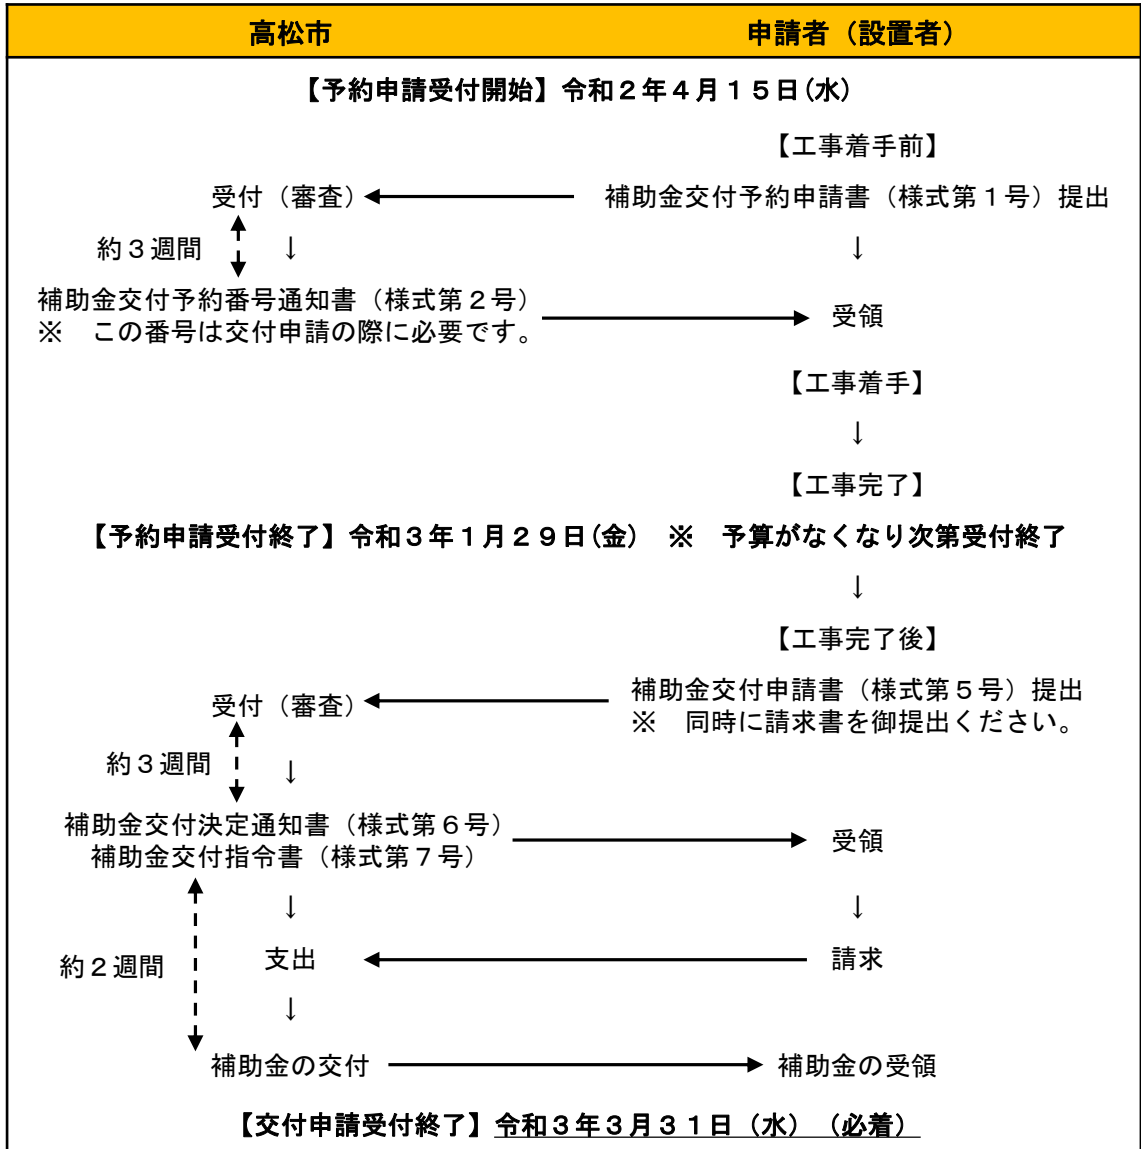 高松市
申請者（設置者）
【予約申請受付開始】令和２年４月１５日(水)
【工事着手前】
受付（審査）
補助金交付予約申請書（様式第１号）提出
約３週間
↓
↓
補助金交付予約番号通知書（様式第２号）
※　この番号は交付申請の際に必要です。
受領
【工事着手】
↓
【工事完了】
【予約申請受付終了】令和３年１月２９日(金)　※　予算がなくなり次第受付終了
↓
【工事完了後】
受付（審査）
補助金交付申請書（様式第５号）提出
※　同時に請求書を御提出ください。
約３週間
↓
補助金交付決定通知書（様式第６号）
補助金交付指令書（様式第７号）
受領
↓
↓
約２週間
支出
請求
↓
補助金の交付
補助金の受領
【交付申請受付終了】令和３年３月３１日（水）（必着）